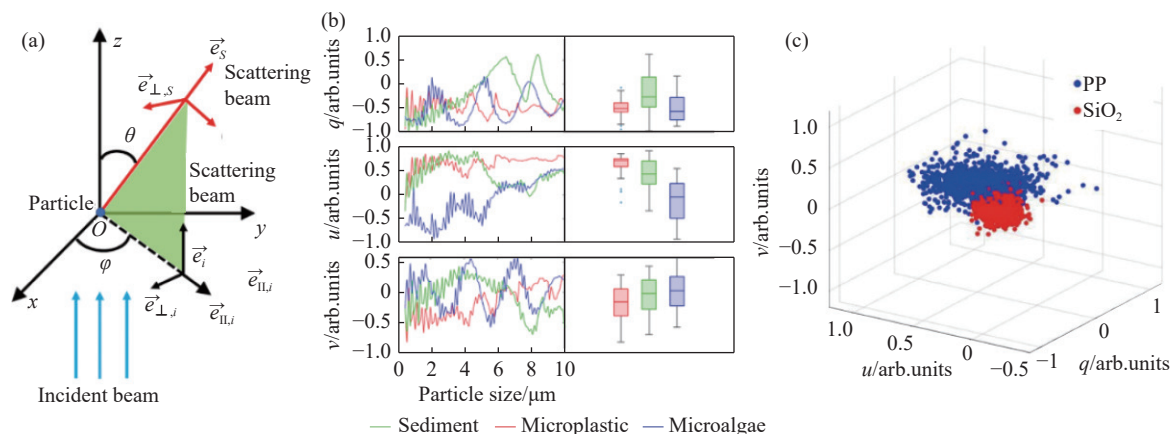 (a)
z
e⃗_S
Scattering
beam
e⃗_⊥,S
θ
Scattering
beam
Particle
O
y
φ
e⃗_i
x
e⃗_⊥,i
e⃗_II,i
Incident beam
(b)
1.0
0.5
-0.5
-1.0
q/arb.units
1.0
0.5
0
-0.5
-1.0
u/arb.units
0.5
0
-0.5
-1.0
v/arb.units
0 2 4 6 8 10
Particle size/μm
Sediment Microplastic Microalgae
(c)
PP
SiO₂
1.0
0.5
0
-0.5
-1.0
v/arb.units
1.0 0.5 0 -0.5
u/arb.units
-1 0 1
q/arb.units